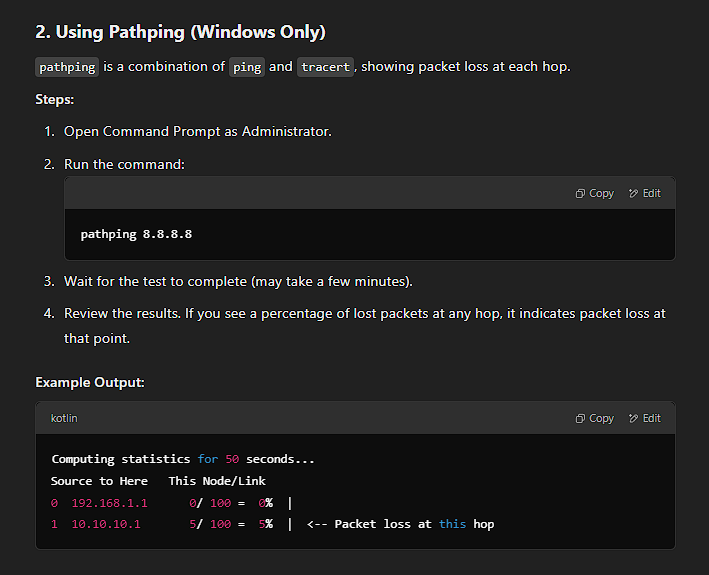 2. Using Pathping (Windows Only)
pathping is a combination of ping and tracert, showing packet loss at each hop.
Steps:
1. Open Command Prompt as Administrator.
2. Run the command:
Copy Edit
pathping 8.8.8.8
3. Wait for the test to complete (may take a few minutes).
4. Review the results. If you see a percentage of lost packets at any hop, it indicates packet loss at
that point.
Example Output:
kotlin Copy Edit
Computing statistics for 50 seconds...
Source to Here   This Node/Link
0  192.168.1.1      0/ 100 =  0%  |
1  10.10.10.1       5/ 100 =  5%  |  <-- Packet loss at this hop